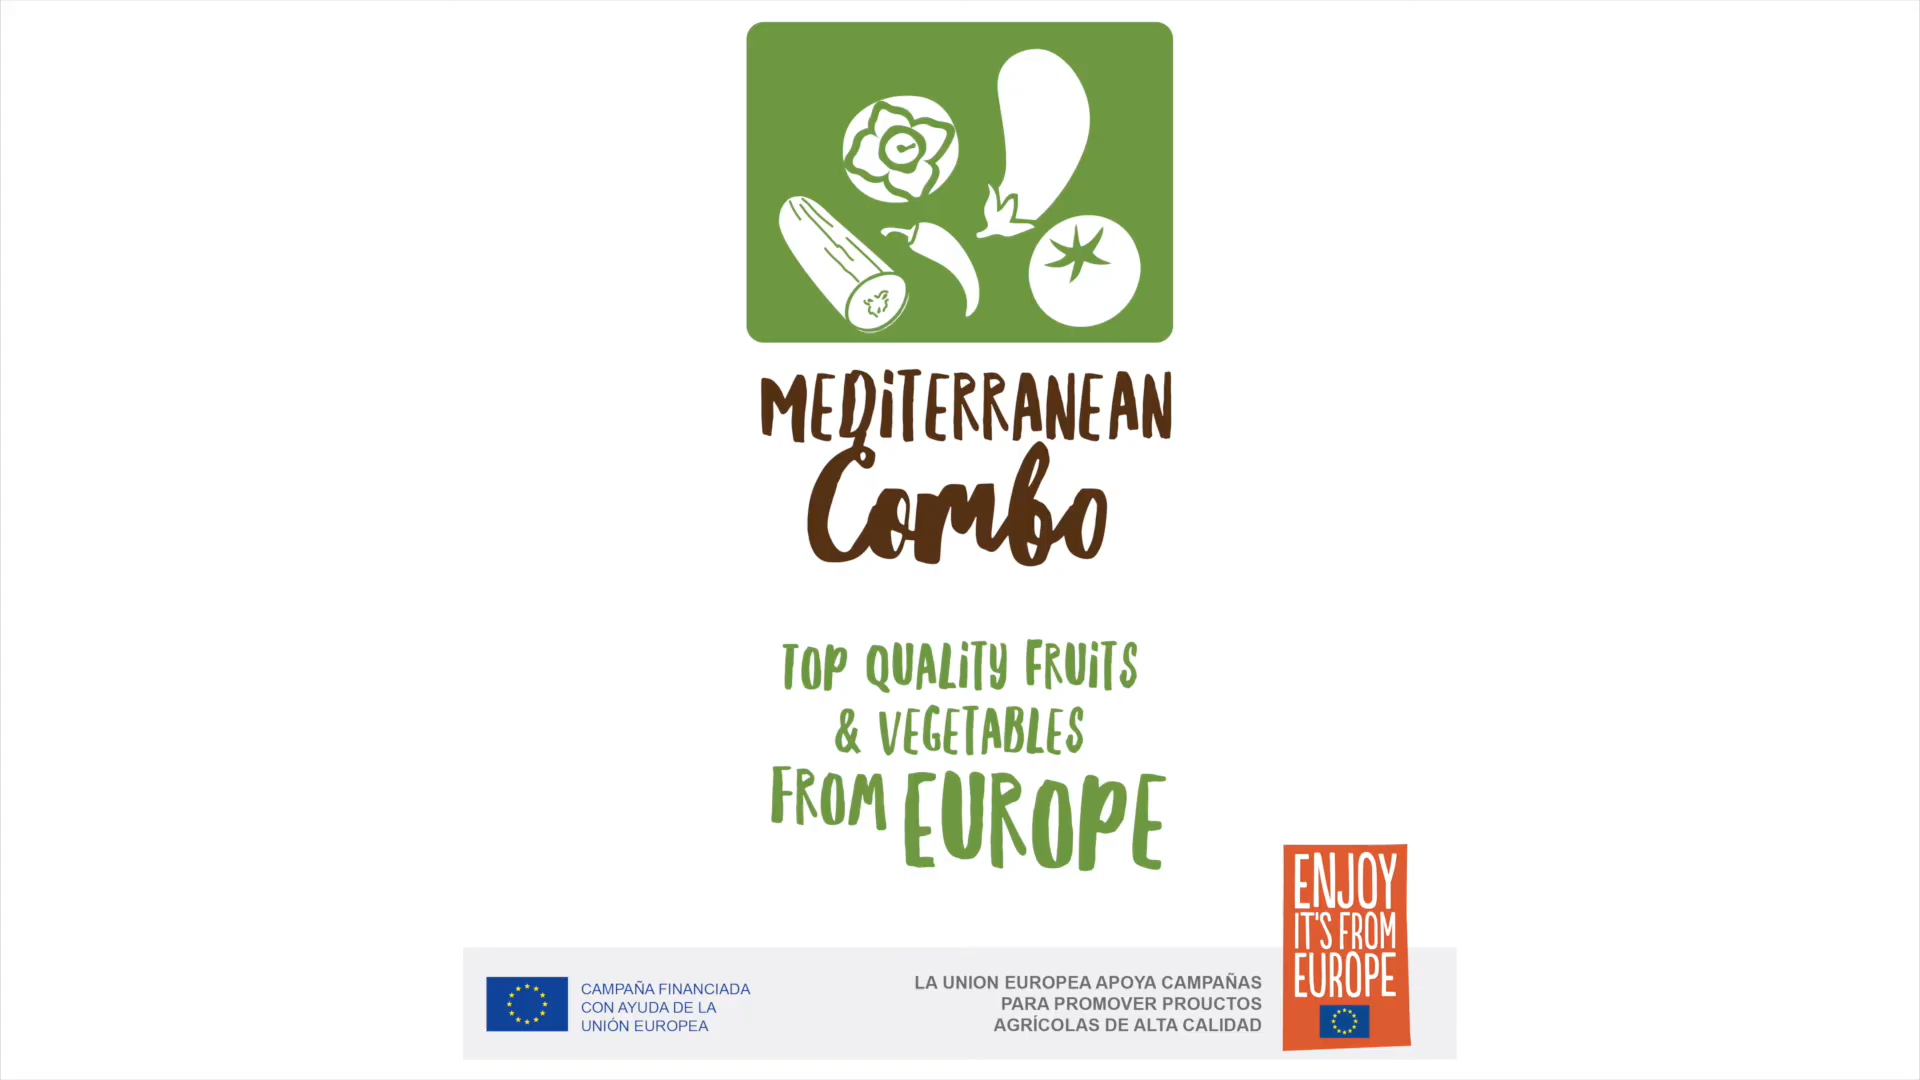 MEDiTERRANEAN
Combo
TOP QUALiTY FRUiTS
& VEGETABLES
FROM EUROPE
ENJOY
IT'S FROM
EUROPE
CAMPAÑA FINANCIADA
CON AYUDA DE LA
UNIÓN EUROPEA
LA UNION EUROPEA APOYA CAMPAÑAS
PARA PROMOVER PROUCTOS
AGRÍCOLAS DE ALTA CALIDAD